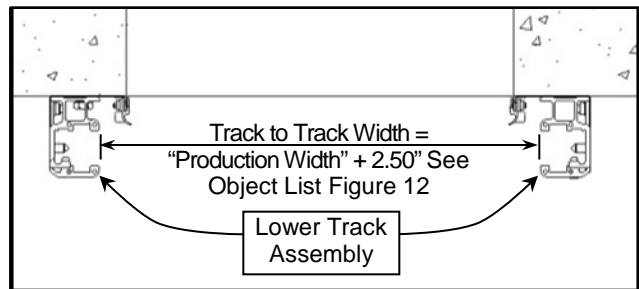 Track to Track Width =
“Production Width” + 2.50” See
Object List Figure 12
Lower Track
Assembly